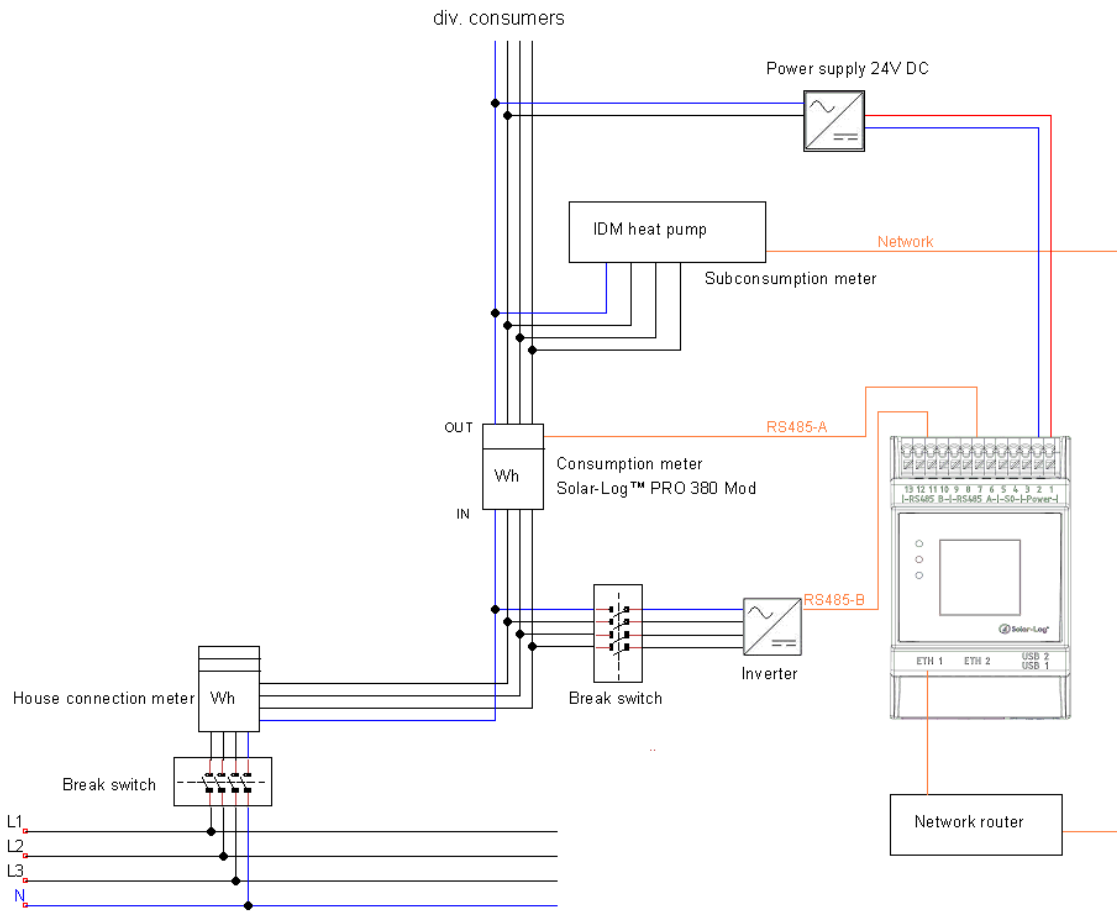 div. consumers
Power supply 24V DC
IDM heat pump
Network
Subconsumption meter
OUT
RS485-A
Wh
Consumption meter
Solar-Log™ PRO 380 Mod
IN
13 12 11 10 9 8 7 6 5 4 3 2 1
|-RS485 B-|-RS485 A-|-S0-|-Power-|
RS485-B
Solar-Log®
ETH 1 ETH 2 USB 2
USB 1
Inverter
Break switch
House connection meter
Wh
Break switch
Network router
L1
L2
L3
N
..